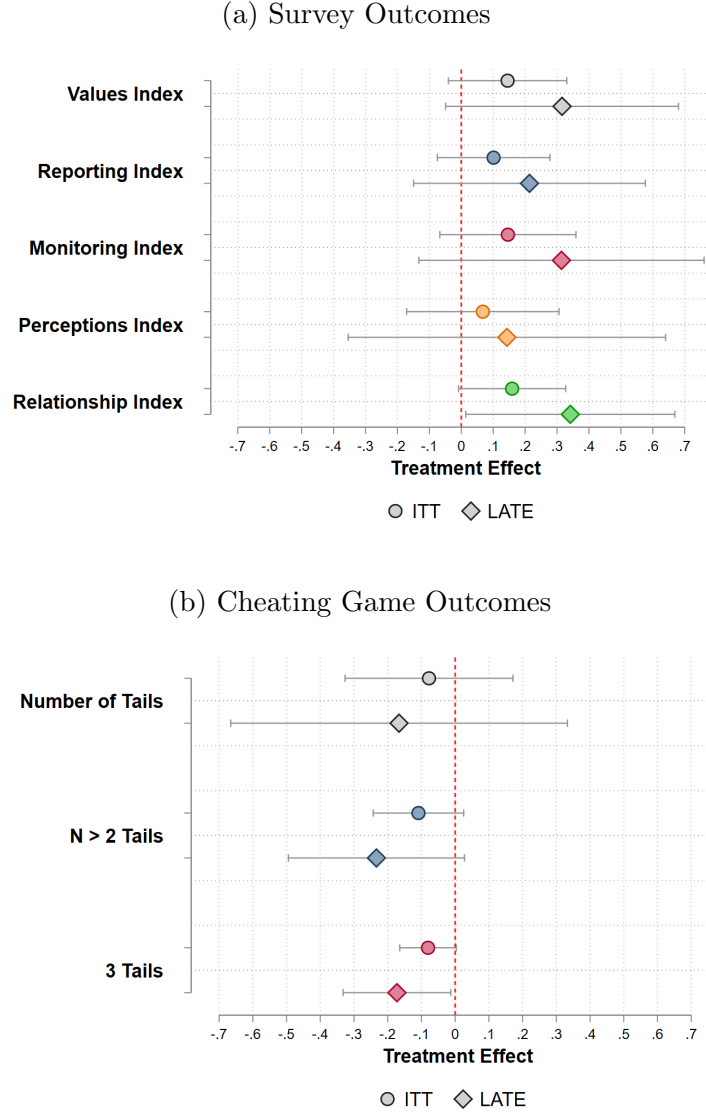 (a) Survey Outcomes
Values Index
Reporting Index
Monitoring Index
Perceptions Index
Relationship Index
-.7 -.6 -.5 -.4 -.3 -.2 -.1 0 .1 .2 .3 .4 .5 .6 .7
Treatment Effect
ITT LATE
(b) Cheating Game Outcomes
Number of Tails
N > 2 Tails
3 Tails
-.7 -.6 -.5 -.4 -.3 -.2 -.1 0 .1 .2 .3 .4 .5 .6 .7
Treatment Effect
ITT LATE